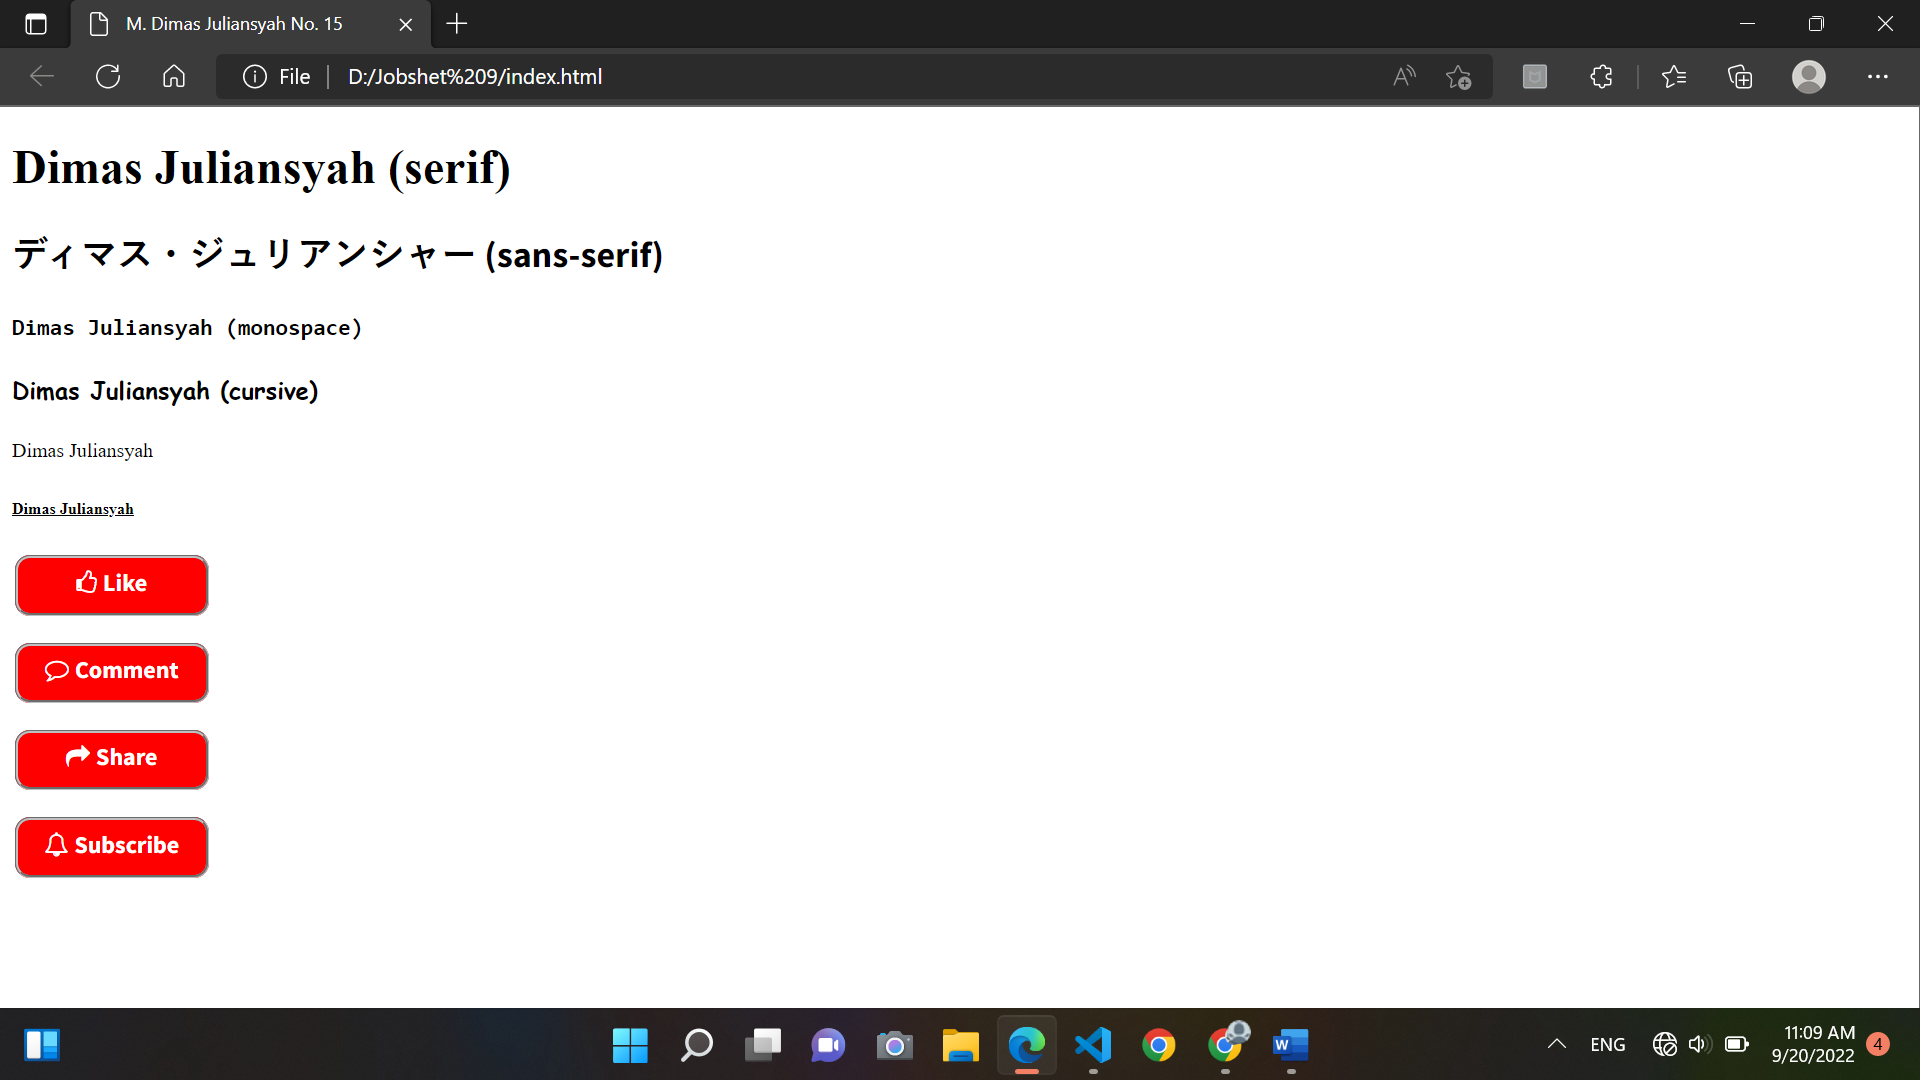 M. Dimas Juliansyah No. 15
File
D:/Jobshet%209/index.html
Dimas Juliansyah (serif)
ディマス・ジュリアンシャー (sans-serif)
Dimas Juliansyah (monospace)
Dimas Juliansyah (cursive)
Dimas Juliansyah
Dimas Juliansyah
Like
Comment
Share
Subscribe
ENG
11:09 AM
9/20/2022
4